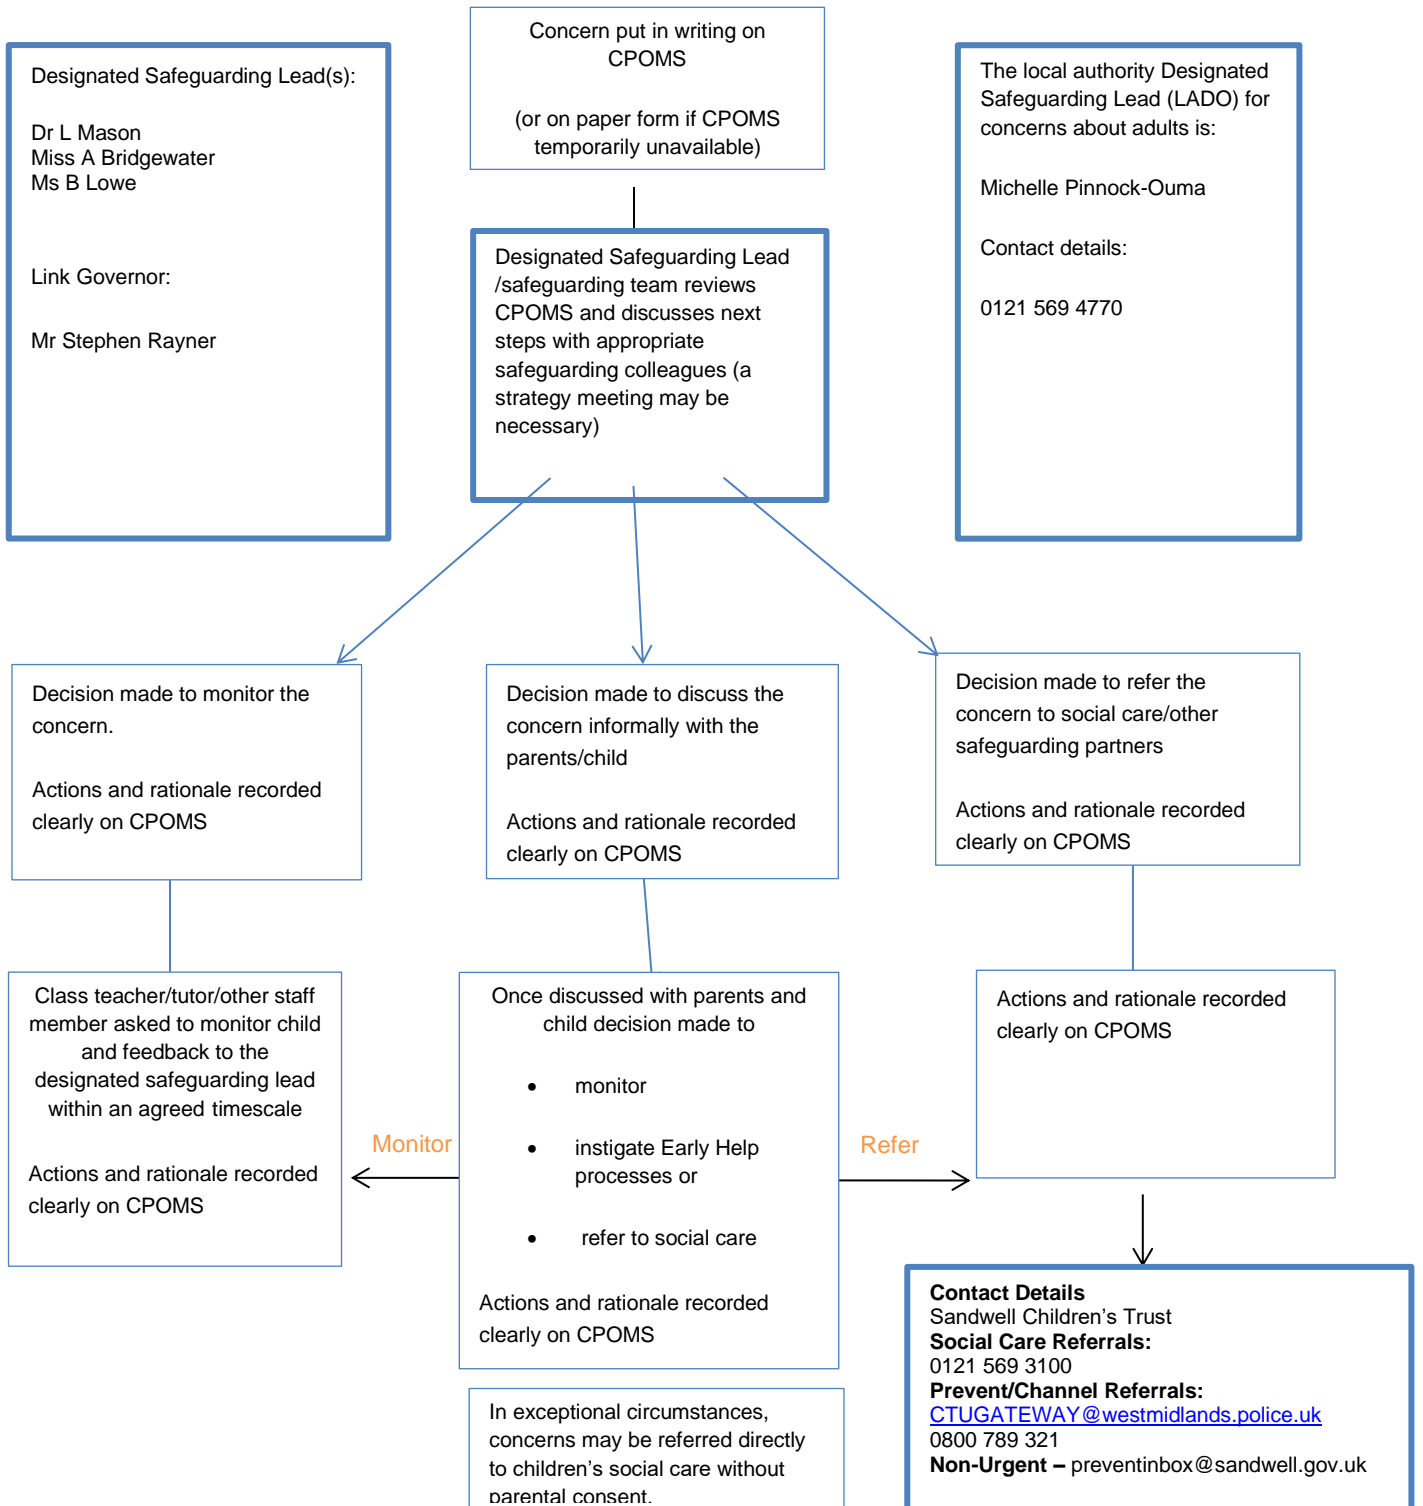 Concern put in writing on
CPOMS
(or on paper form if CPOMS
temporarily unavailable)
Designated Safeguarding Lead(s):
Dr L Mason
Miss A Bridgewater
Ms B Lowe
Link Governor:
Mr Stephen Rayner
The local authority Designated
Safeguarding Lead (LADO) for
concerns about adults is:
Michelle Pinnock-Ouma
Contact details:
0121 569 4770
Designated Safeguarding Lead
/safeguarding team reviews
CPOMS and discusses next
steps with appropriate
safeguarding colleagues (a
strategy meeting may be
necessary)
Decision made to monitor the
concern.
Actions and rationale recorded
clearly on CPOMS
Decision made to discuss the
concern informally with the
parents/child
Actions and rationale recorded
clearly on CPOMS
Decision made to refer the
concern to social care/other
safeguarding partners
Actions and rationale recorded
clearly on CPOMS
Class teacher/tutor/other staff
member asked to monitor child
and feedback to the
designated safeguarding lead
within an agreed timescale
Actions and rationale recorded
clearly on CPOMS
Monitor
Once discussed with parents and
child decision made to
• monitor
• instigate Early Help
processes or
• refer to social care
Actions and rationale recorded
clearly on CPOMS
Refer
Actions and rationale recorded
clearly on CPOMS
In exceptional circumstances,
concerns may be referred directly
to children's social care without
parental consent.
Contact Details
Sandwell Children’s Trust
Social Care Referrals:
0121 569 3100
Prevent/Channel Referrals:
CTUGATEWAY@westmidlands.police.uk
0800 789 321
Non-Urgent – preventinbox@sandwell.gov.uk